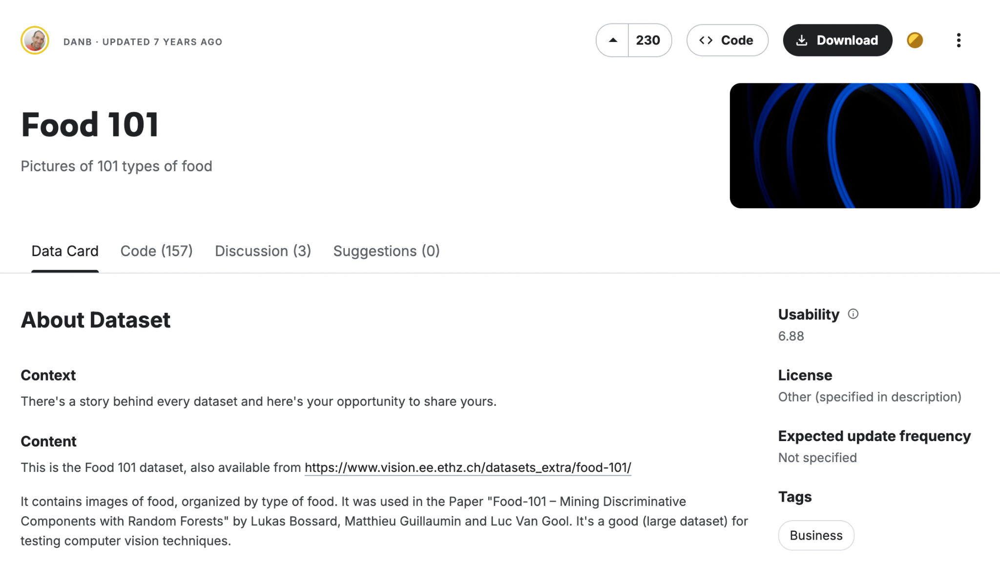 DANB · UPDATED 7 YEARS AGO
230
Code
Download
Food 101
Pictures of 101 types of food
Data Card
Code (157)
Discussion (3)
Suggestions (0)
About Dataset
Context
There's a story behind every dataset and here's your opportunity to share yours.
Content
This is the Food 101 dataset, also available from https://www.vision.ee.ethz.ch/datasets_extra/food-101/
It contains images of food, organized by type of food. It was used in the Paper "Food-101 – Mining Discriminative
Components with Random Forests" by Lukas Bossard, Matthieu Guillaumin and Luc Van Gool. It's a good (large dataset) for
testing computer vision techniques.
Usability
6.88
License
Other (specified in description)
Expected update frequency
Not specified
Tags
Business